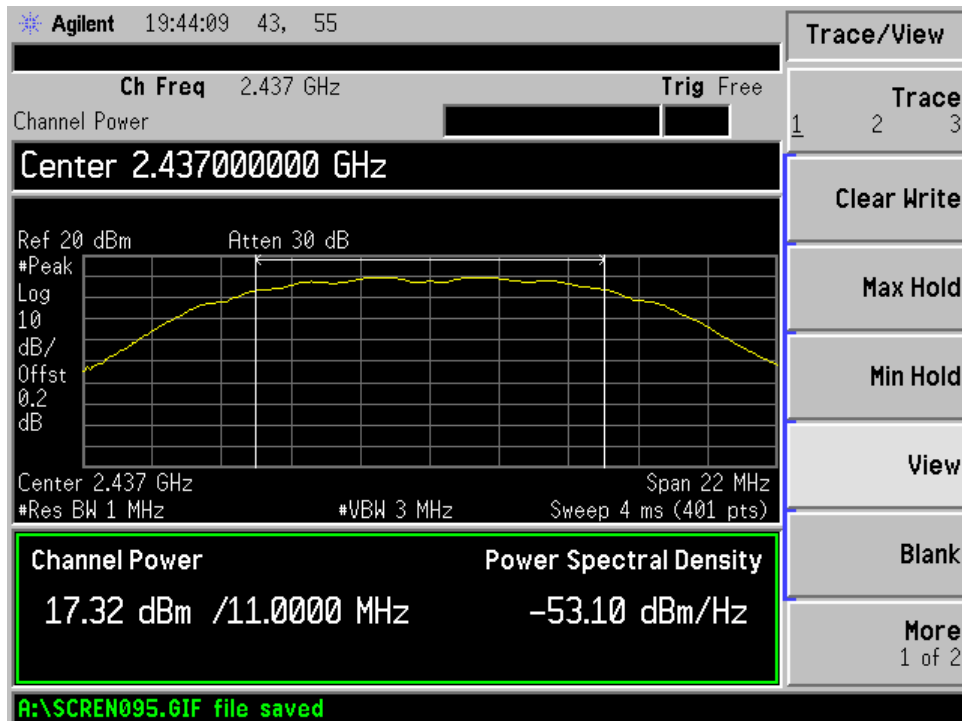 Agilent 19:44:09 43, 55
Trace/View
Ch Freq 2.437 GHz Trig Free
Channel Power
Trace
1 2 3
Center 2.437000000 GHz
Clear Write
Ref 20 dBm Atten 30 dB
#Peak
Log
10
dB/
Offst
0.2
dB
Max Hold
Min Hold
Center 2.437 GHz Span 22 MHz
#Res BW 1 MHz #VBW 3 MHz Sweep 4 ms (401 pts)
View
Channel Power Power Spectral Density
17.32 dBm /11.0000 MHz -53.10 dBm/Hz
Blank
More
1 of 2
A:\SCREN095.GIF file saved